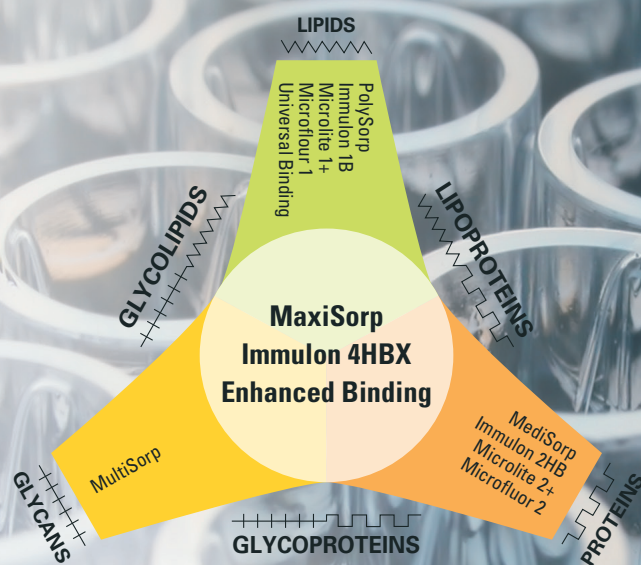 LIPIDS
PolySorp
Immulon 1B
Microlite 1+
Microflour 1
Universal Binding
GLYCOLIPIDS
LIPOPROTEINS
MaxiSorp
Immulon 4HBX
Enhanced Binding
MultiSorp
MediSorp
Immulon 2HB
Microlite 2+
Microfluor 2
GLYCANS
GLYCOPROTEINS
PROTEINS